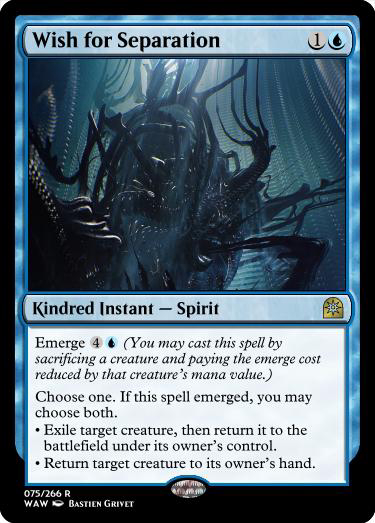 Wish for Separation 1
Kindred Instant — Spirit
Emerge 4 (You may cast this spell by
sacrificing a creature and paying the emerge cost
reduced by that creature's mana value.)
Choose one. If this spell emerged, you may
choose both.
• Exile target creature, then return it to the
battlefield under its owner's control.
• Return target creature to its owner's hand.
075/266 R
WAW Bastien Grivet